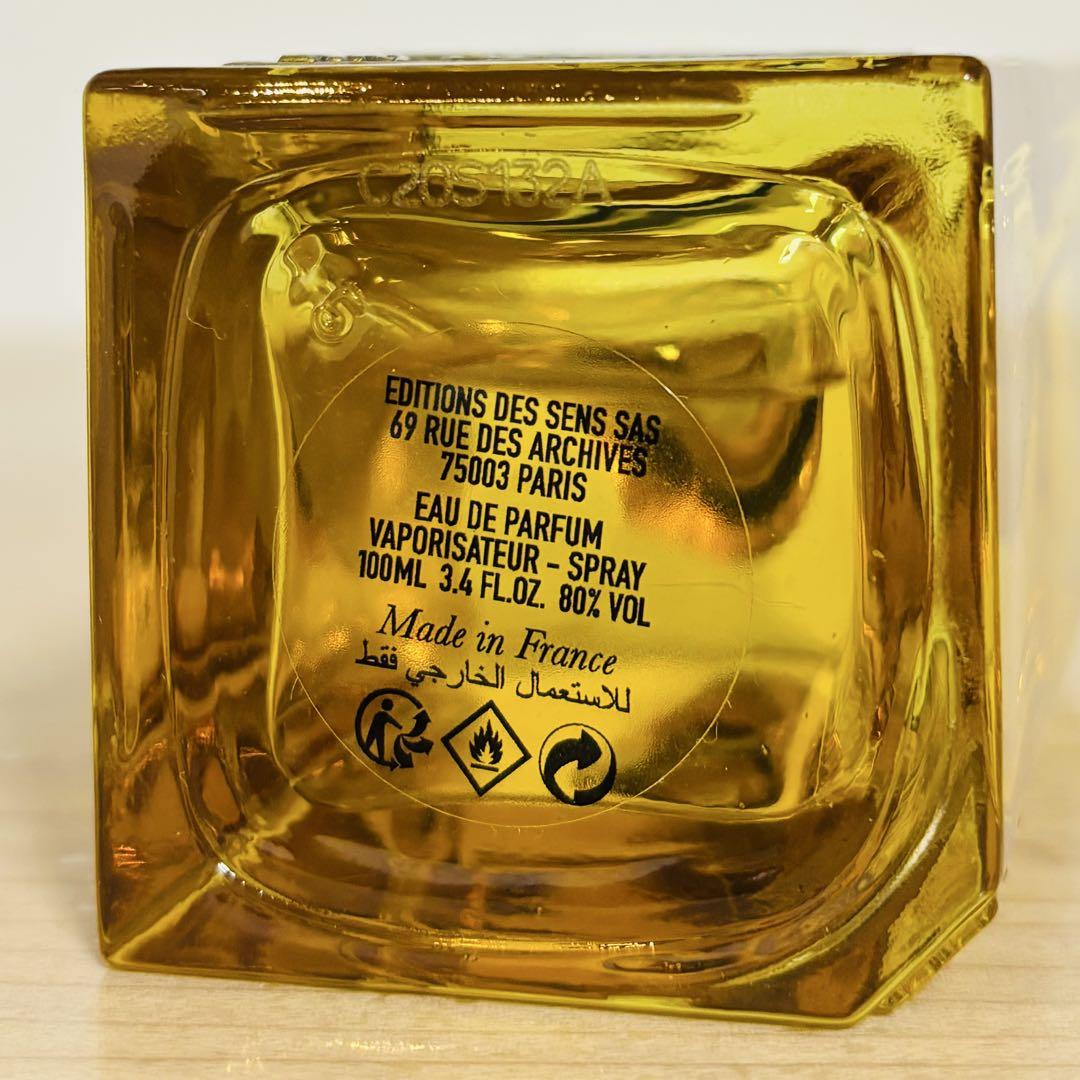 C20S132A
5
EDITIONS DES SENS SAS
69 RUE DES ARCHIVES
75003 PARIS
EAU DE PARFUM
VAPORISATEUR - SPRAY
100ML 3.4 FL.OZ. 80% VOL
Made in France
للاستعمال الخارجي فقط